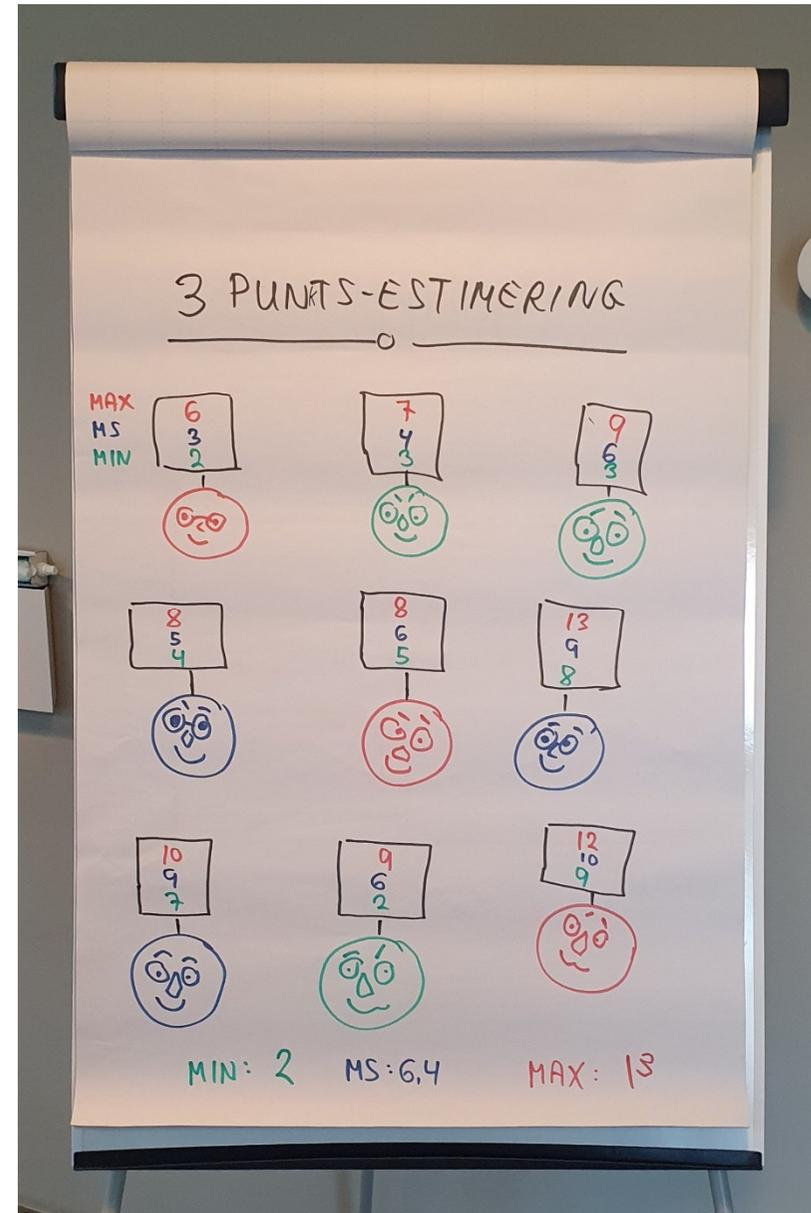 3 PUNKTS-ESTIMERING
MAX 6 7 9
MS 3 4 6
MIN 2 3 3
8 8 13
5 6 9
4 5 8
10 9 12
9 6 10
7 2 9
MIN: 2 MS: 6,4 MAX: 13